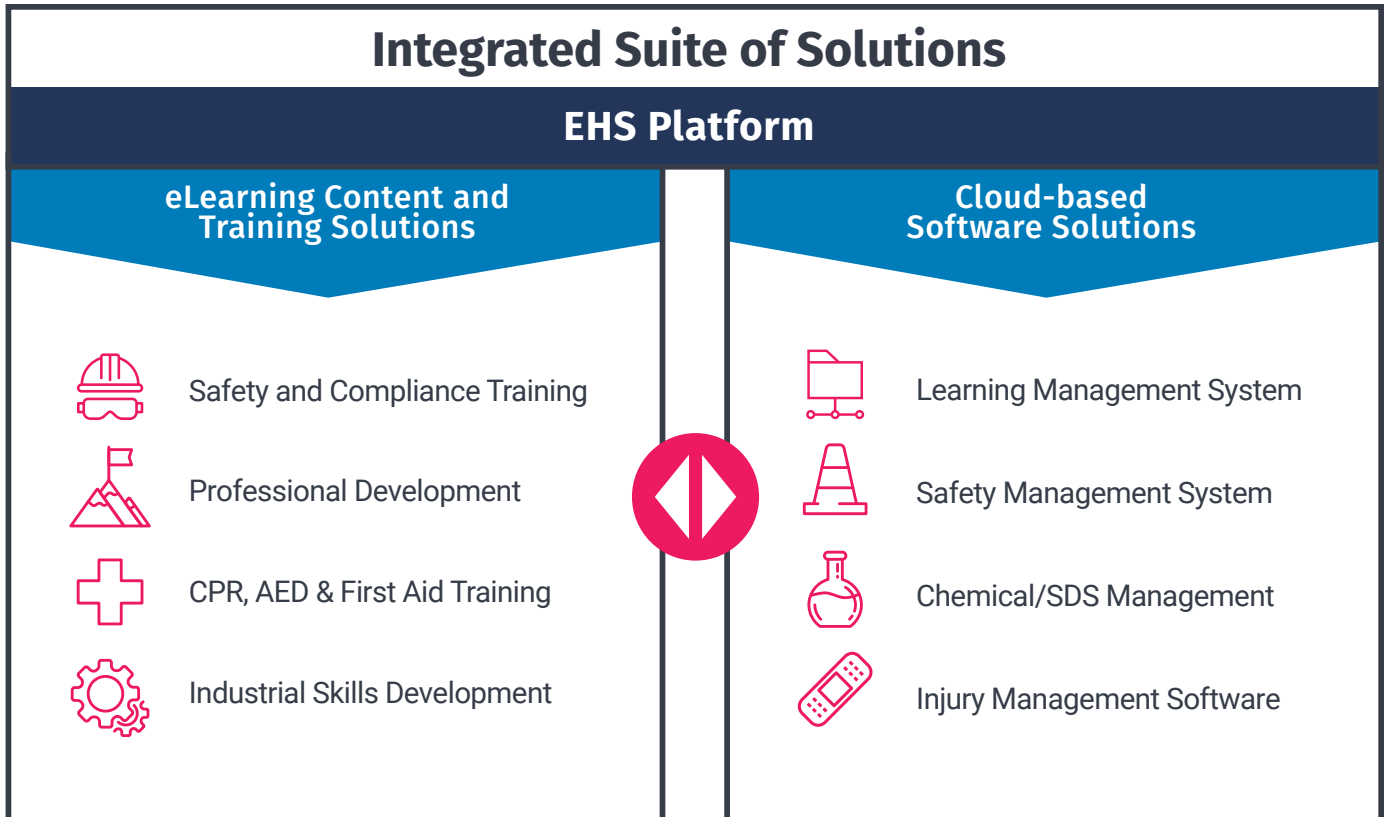 Integrated Suite of Solutions
EHS Platform
eLearning Content and
Training Solutions
Safety and Compliance Training
Professional Development
CPR, AED & First Aid Training
Industrial Skills Development
Cloud-based
Software Solutions
Learning Management System
Safety Management System
Chemical/SDS Management
Injury Management Software